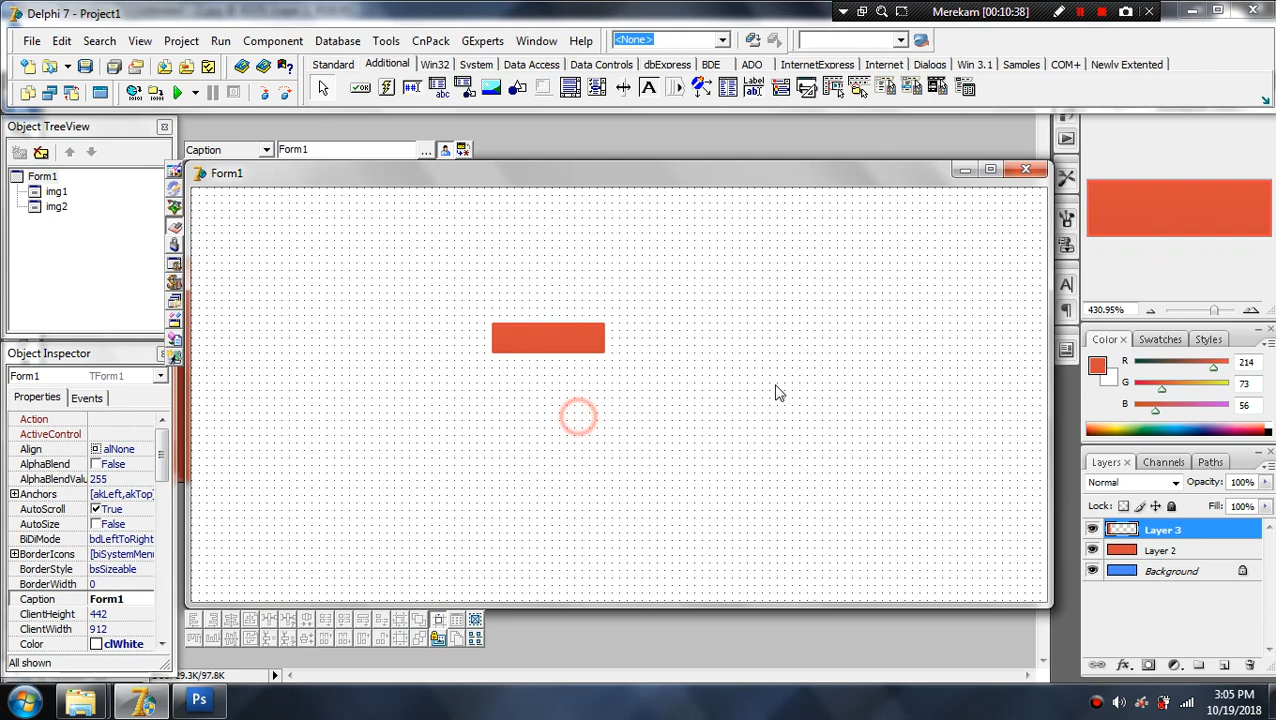 Delphi 7 - Project1
Merekam [00:10:38]
File Edit Search View Project Run Component Database Tools CnPack GExperts Window Help
<None>
Standard Additional Win32 System Data Access Data Controls dbExpress BDE ADO InternetExpress Internet Dialogs Win 3.1 Samples COM+ Newlv Extented
Object TreeView
Form1
img1
img2
Caption
Form1
...
Form1
Object Inspector
Form1 TForm1
Properties Events
Action
ActiveControl
Align alNone
AlphaBlend False
AlphaBlendValu 255
Anchors [akLeft,akTop]
AutoScroll True
AutoSize False
BiDiMode bdLeftToRight
BorderIcons [biSystemMenu
BorderStyle bsSizeable
BorderWidth 0
Caption Form1
ClientHeight 442
ClientWidth 912
Color clWhite
All shown
430.95%
Color Swatches Styles
R 214
G 73
B 56
Layers Channels Paths
Normal Opacity: 100%
Lock: Fill: 100%
Layer 3
Layer 2
Background
29.3K/97.8K
Ps
3:05 PM
10/19/2018